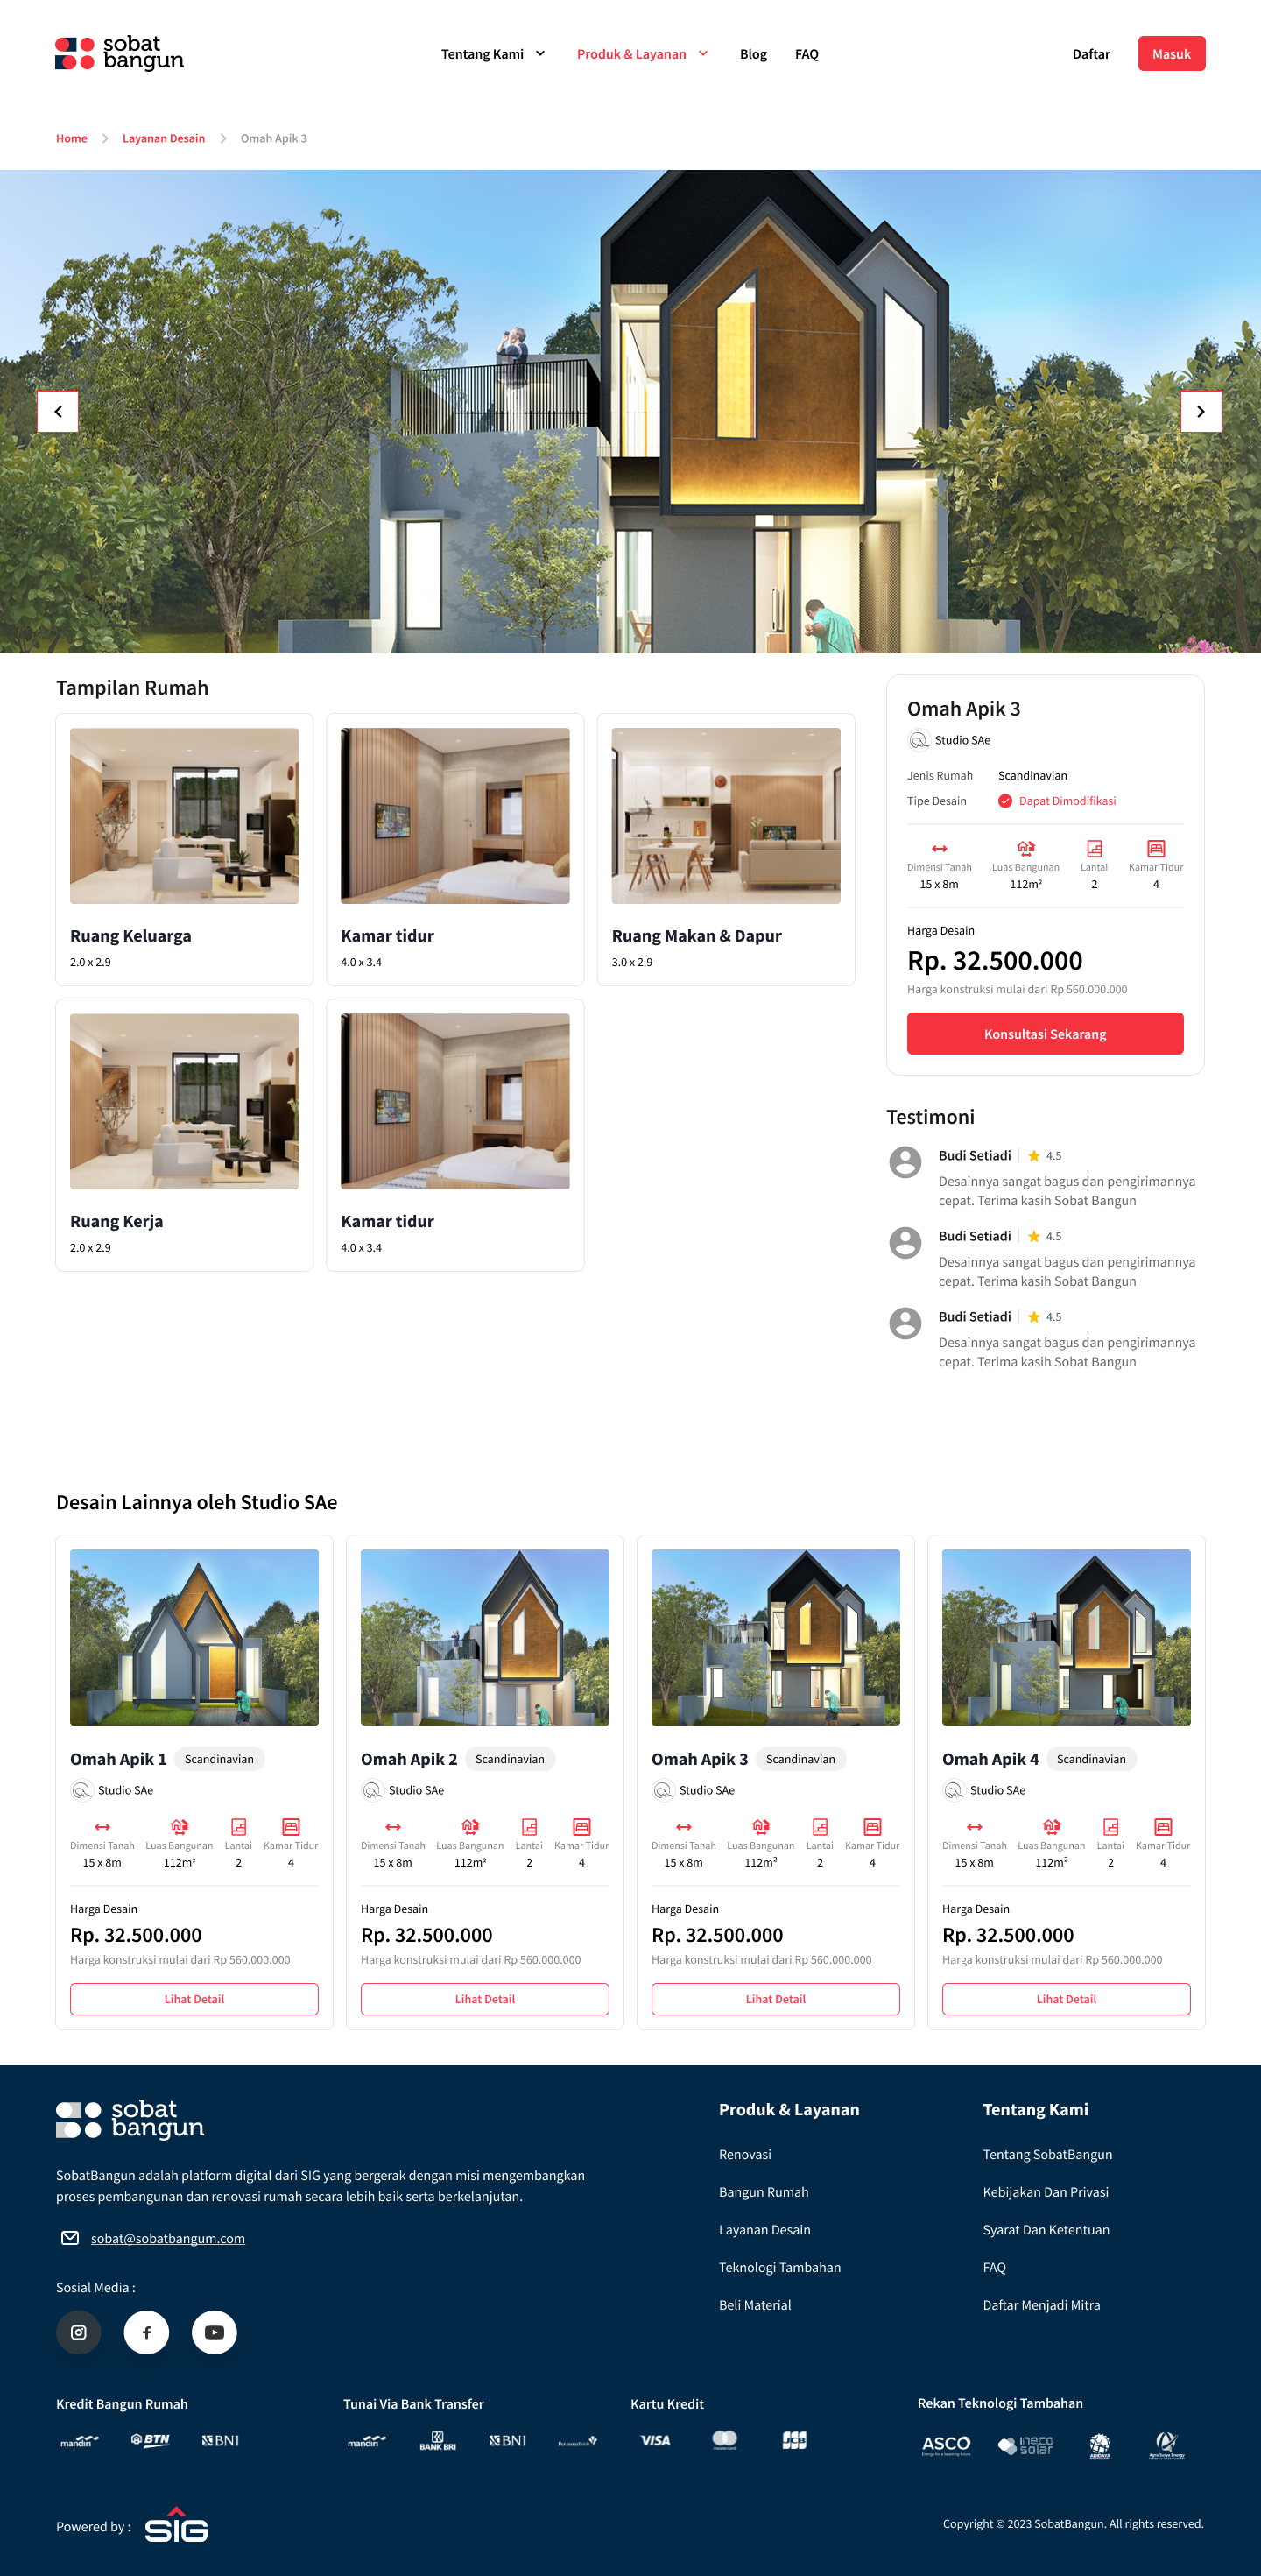 sobat
bangun
Tentang Kami
Produk & Layanan
Blog
FAQ
Daftar
Masuk
Home
Layanan Desain
Omah Apik 3
Tampilan Rumah
Ruang Keluarga
2.0 x 2.9
Kamar tidur
4.0 x 3.4
Ruang Makan & Dapur
3.0 x 2.9
Ruang Kerja
2.0 x 2.9
Kamar tidur
4.0 x 3.4
Omah Apik 3
Studio SAe
Jenis Rumah Scandinavian
Tipe Desain Dapat Dimodifikasi
Dimensi Tanah Luas Bangunan Lantai Kamar Tidur
15 x 8m 112m² 2 4
Harga Desain
Rp. 32.500.000
Harga konstruksi mulai dari Rp 560.000.000
Konsultasi Sekarang
Testimoni
Budi Setiadi 4.5
Desainnya sangat bagus dan pengirimannya
cepat. Terima kasih Sobat Bangun
Budi Setiadi 4.5
Desainnya sangat bagus dan pengirimannya
cepat. Terima kasih Sobat Bangun
Budi Setiadi 4.5
Desainnya sangat bagus dan pengirimannya
cepat. Terima kasih Sobat Bangun
Desain Lainnya oleh Studio SAe
Omah Apik 1 Scandinavian
Studio SAe
Dimensi Tanah Luas Bangunan Lantai Kamar Tidur
15 x 8m 112m² 2 4
Harga Desain
Rp. 32.500.000
Harga konstruksi mulai dari Rp 560.000.000
Lihat Detail
Omah Apik 2 Scandinavian
Studio SAe
Dimensi Tanah Luas Bangunan Lantai Kamar Tidur
15 x 8m 112m² 2 4
Harga Desain
Rp. 32.500.000
Harga konstruksi mulai dari Rp 560.000.000
Lihat Detail
Omah Apik 3 Scandinavian
Studio SAe
Dimensi Tanah Luas Bangunan Lantai Kamar Tidur
15 x 8m 112m² 2 4
Harga Desain
Rp. 32.500.000
Harga konstruksi mulai dari Rp 560.000.000
Lihat Detail
Omah Apik 4 Scandinavian
Studio SAe
Dimensi Tanah Luas Bangunan Lantai Kamar Tidur
15 x 8m 112m² 2 4
Harga Desain
Rp. 32.500.000
Harga konstruksi mulai dari Rp 560.000.000
Lihat Detail
sobat
bangun
SobatBangun adalah platform digital dari SIG yang bergerak dengan misi mengembangkan
proses pembangunan dan renovasi rumah secara lebih baik serta berkelanjutan.
sobat@sobatbangum.com
Sosial Media :
Produk & Layanan
Renovasi
Bangun Rumah
Layanan Desain
Teknologi Tambahan
Beli Material
Tentang Kami
Tentang SobatBangun
Kebijakan Dan Privasi
Syarat Dan Ketentuan
FAQ
Daftar Menjadi Mitra
Kredit Bangun Rumah
mandiri BTN BNI
Tunai Via Bank Transfer
mandiri BANK BRI BNI PermataBank
Kartu Kredit
VISA mastercard JCB
Rekan Teknologi Tambahan
ASCO ineco solar
Powered by : SIG
Copyright © 2023 SobatBangun. All rights reserved.